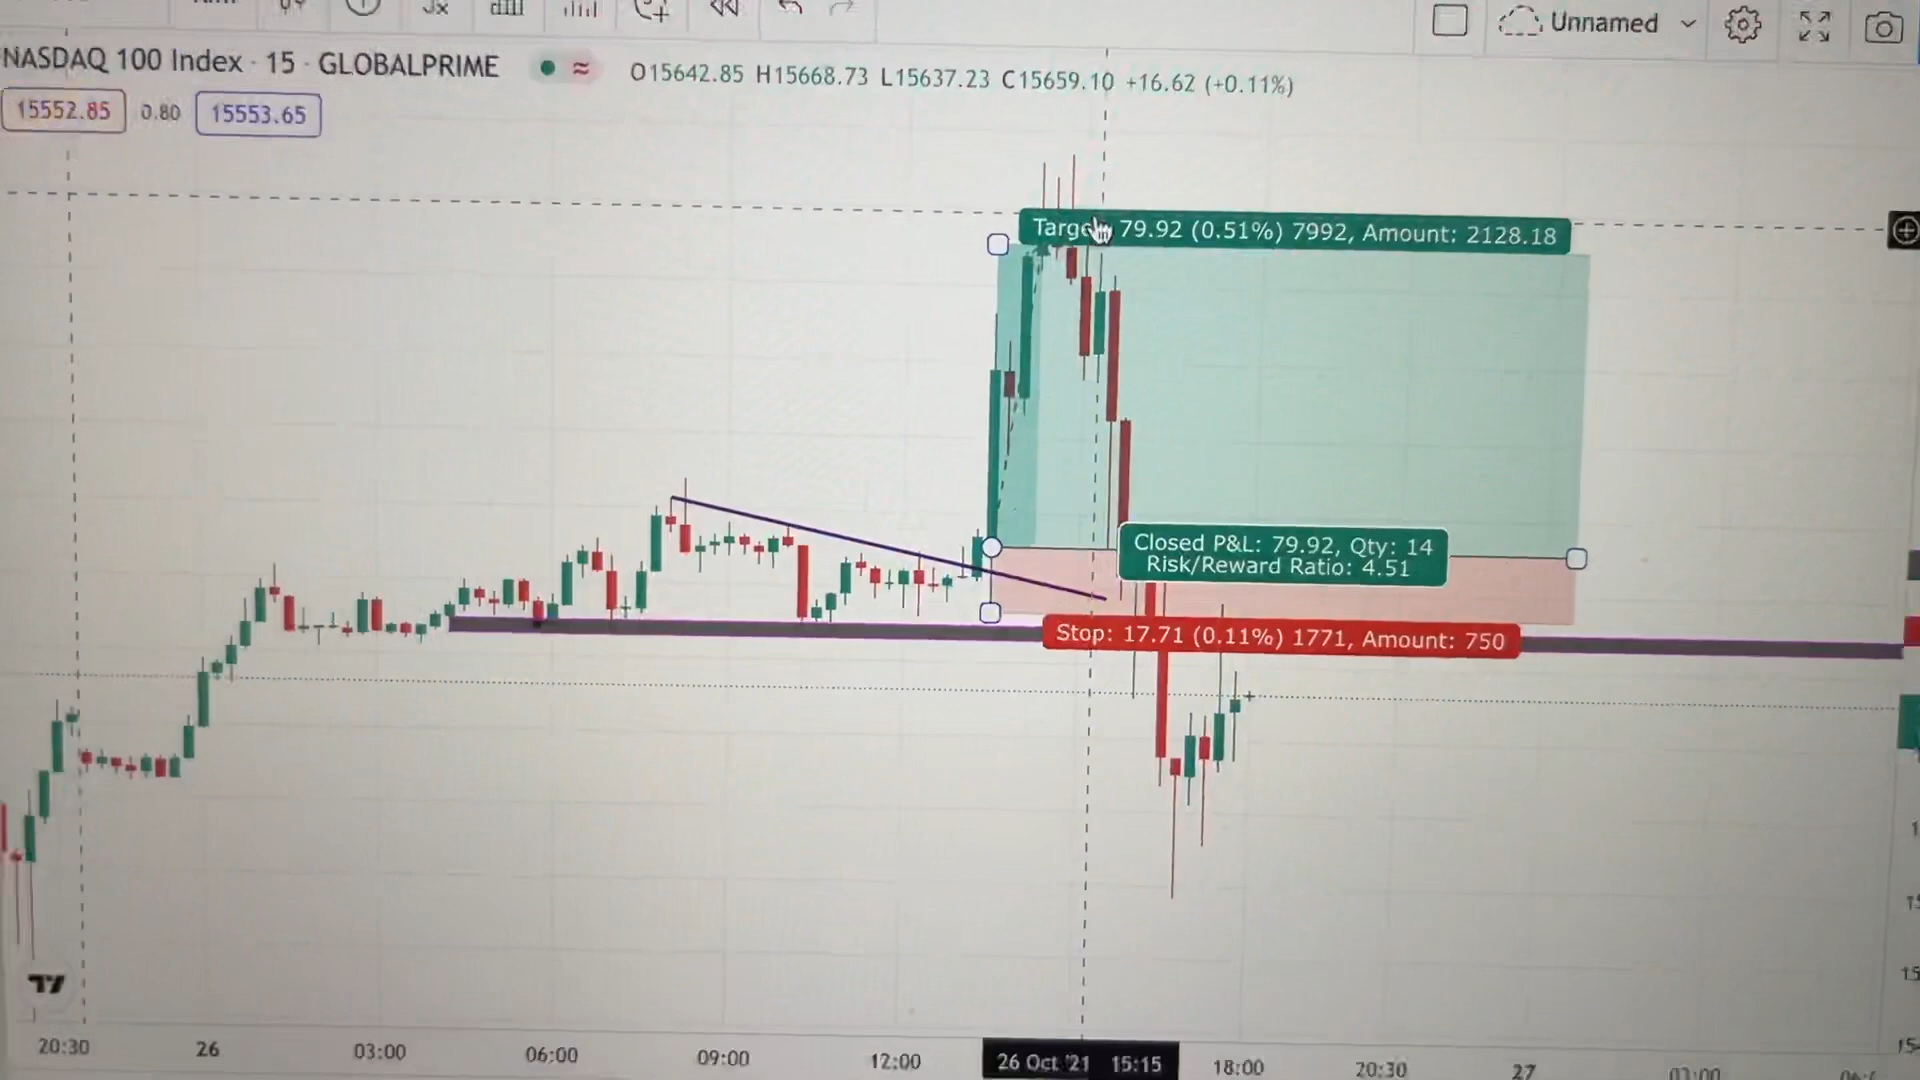 Unnamed
NASDAQ 100 Index · 15 · GLOBALPRIME
O15642.85 H15668.73 L15637.23 C15659.10 +16.62 (+0.11%)
15552.85 0.80 15553.65
79.92 (0.51%) 7992, Amount: 2128.18
Closed P&L: 79.92, Qty: 14
Risk/Reward Ratio: 4.51
Stop: 17.71 (0.11%) 1771, Amount: 750
20:30 26 03:00 06:00 09:00 12:00 26 Oct '21 15:15 18:00 20:30 27